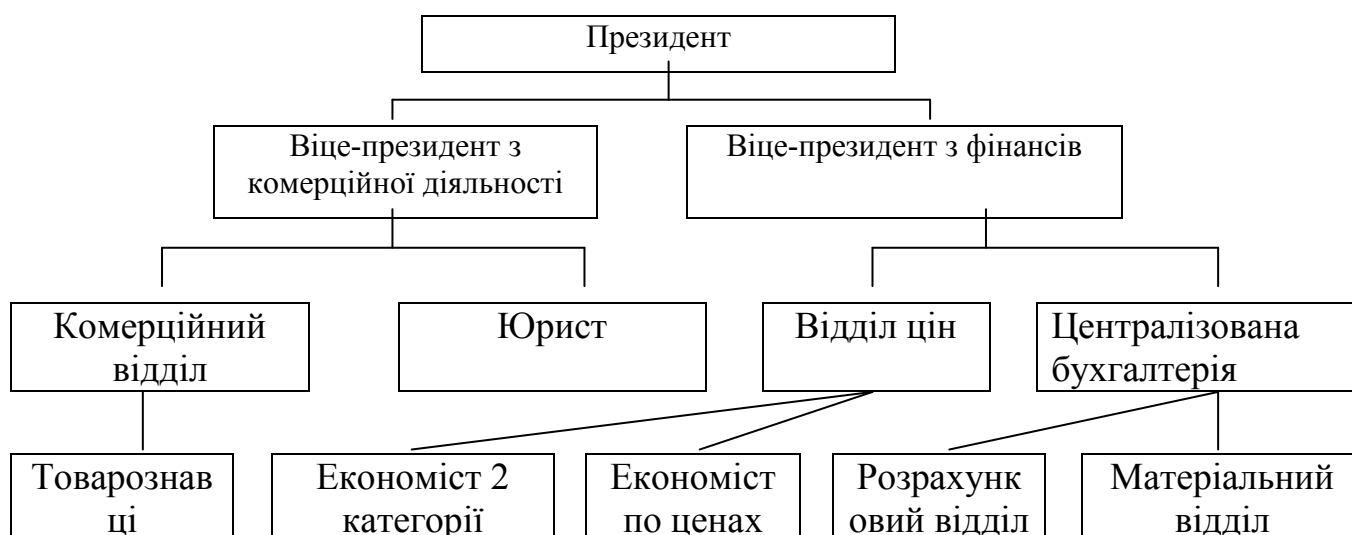 Президент
Віце-президент з
комерційної діяльності
Віце-президент з фінансів
Комерційний
відділ
Юрист
Відділ цін
Централізована
бухгалтерія
Товарознав
ці
Економіст 2
категорії
Економіст
по ценах
Розрахунк
овий відділ
Матеріальний
відділ